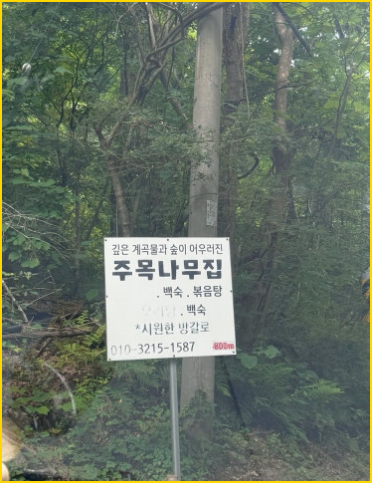 깊은 계곡물과 숲이 어우러진
주목나무집
. 백숙 . 볶음탕
. 백숙
*시원한 방갈로
010-3215-1587 800m